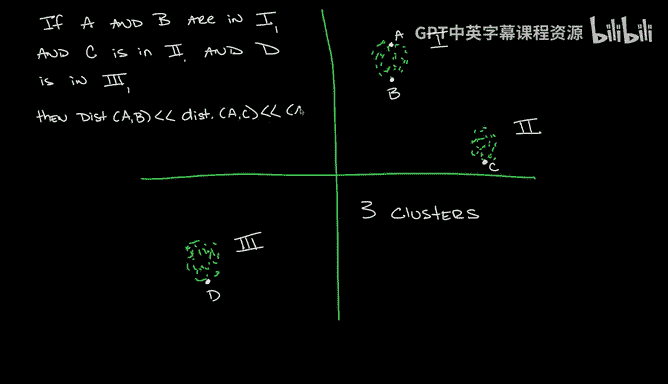 If A AND B ARE IN I,
AND C IS IN II, AND D
IS IN III,
then DIST (A,B) << dist. (A,C) << (A
A
I
GPT中英字幕课程资源 bilibili
B
II
C
3 CLUSTERS
III
D